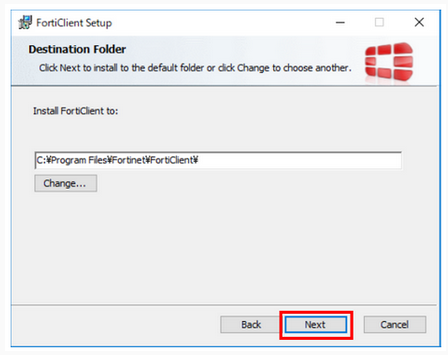 FortiClient Setup
Destination Folder
Click Next to install to the default folder or click Change to choose another.
Install FortiClient to:
C:¥Program Files¥Fortinet¥FortiClient¥
Change...
Back
Next
Cancel